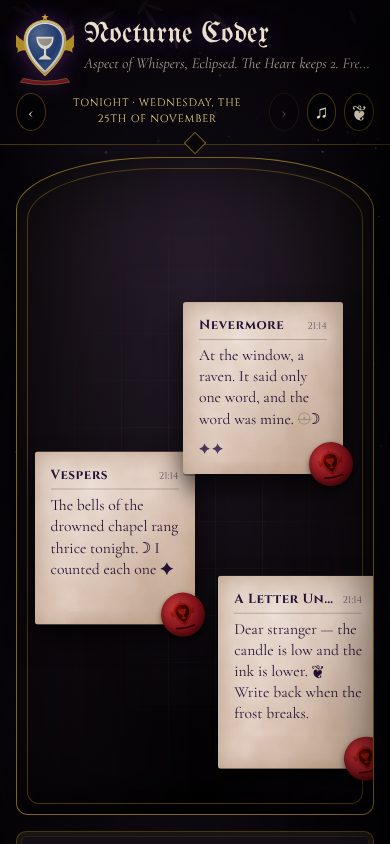 Nocturne Codex
Aspect of Whispers, Eclipsed. The Heart keeps 2. Fre...
TONIGHT · WEDNESDAY, THE
25TH OF NOVEMBER
NEVERMORE 21:14
At the window, a
raven. It said only
one word, and the
word was mine. ☽
✦✦
VESPERS 21:14
The bells of the
drowned chapel rang
thrice tonight. ☽ I
counted each one ✦
A LETTER UN... 21:14
Dear stranger — the
candle is low and the
ink is lower. ❦
Write back when the
frost breaks.